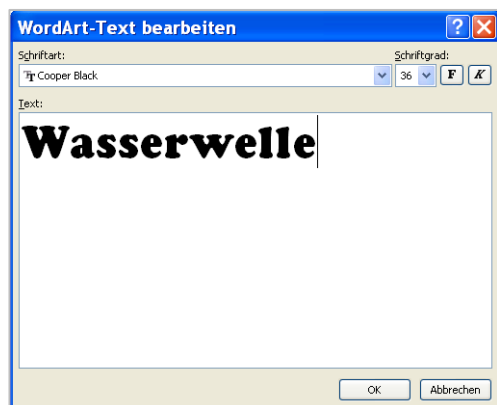 WordArt-Text bearbeiten
Schriftart: Schriftgrad:
Cooper Black 36 F K
Text:
Wasserwelle
OK Abbrechen